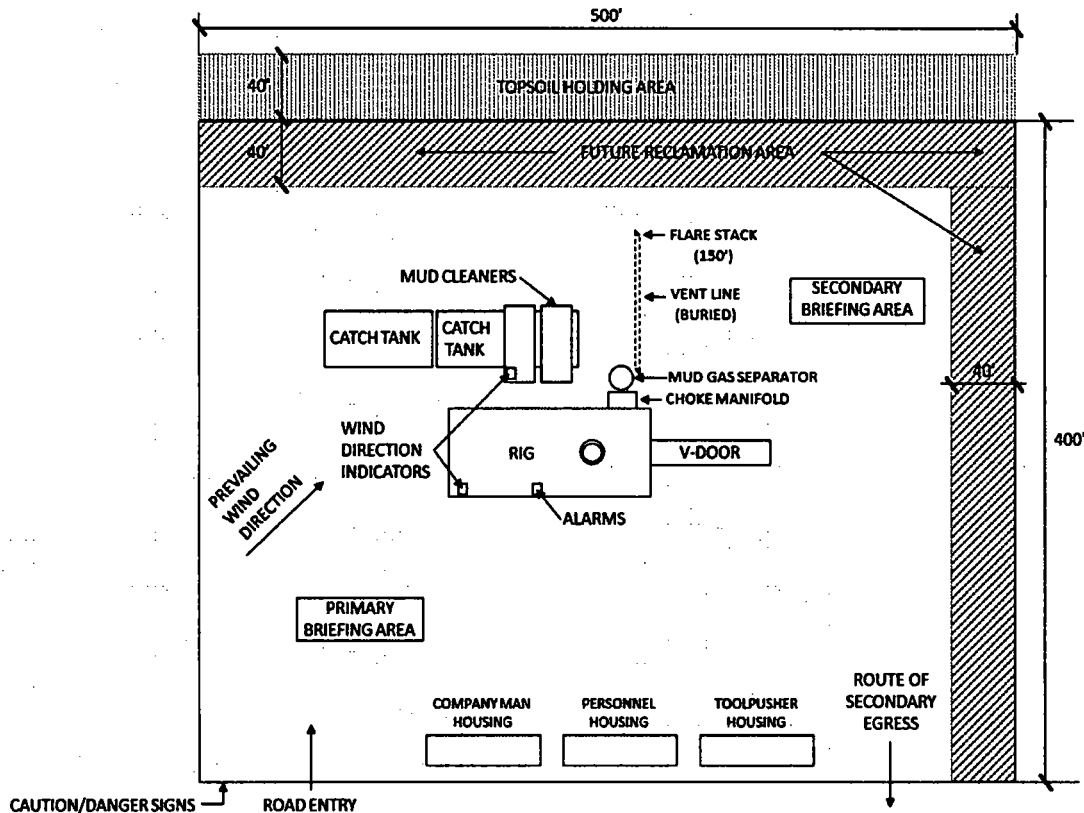 500'
40'
TOPSOIL HOLDING AREA
40'
FUTURE RECLAMATION AREA
FLARE STACK
(150')
MUD CLEANERS
VENT LINE
(BURIED)
SECONDARY
BRIEFING AREA
CATCH TANK
CATCH
TANK
MUD GAS SEPARATOR
CHOKE MANIFOLD
40'
400'
WIND
DIRECTION
INDICATORS
RIG
V-DOOR
PREVAILING
WIND
DIRECTION
ALARMS
PRIMARY
BRIEFING AREA
ROUTE OF
SECONDARY
EGRESS
COMPANY MAN
HOUSING
PERSONNEL
HOUSING
TOOLPUSHER
HOUSING
CAUTION/DANGER SIGNS
ROAD ENTRY